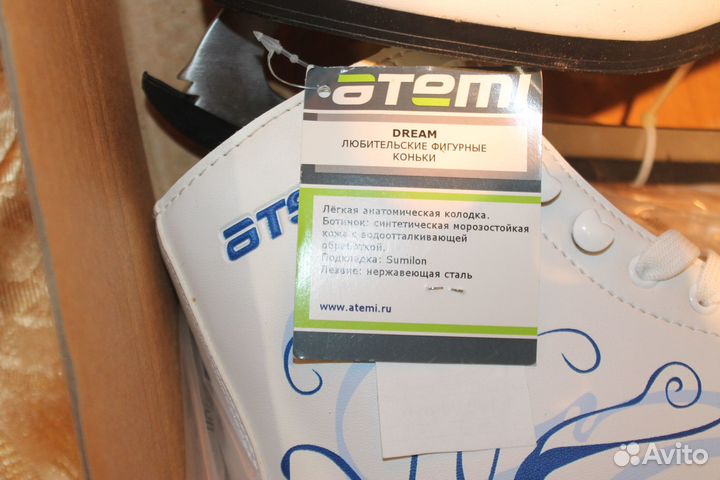 aTemi
DREAM
ЛЮБИТЕЛЬСКИЕ ФИГУРНЫЕ
КОНЬКИ
Лёгкая анатомическая колодка.
Ботинок: синтетическая морозостойкая
кожа с водоотталкивающей
обработкой.
Подкладка: Sumilon
Лезвие: нержавеющая сталь
www.atemi.ru
aTe
Avito